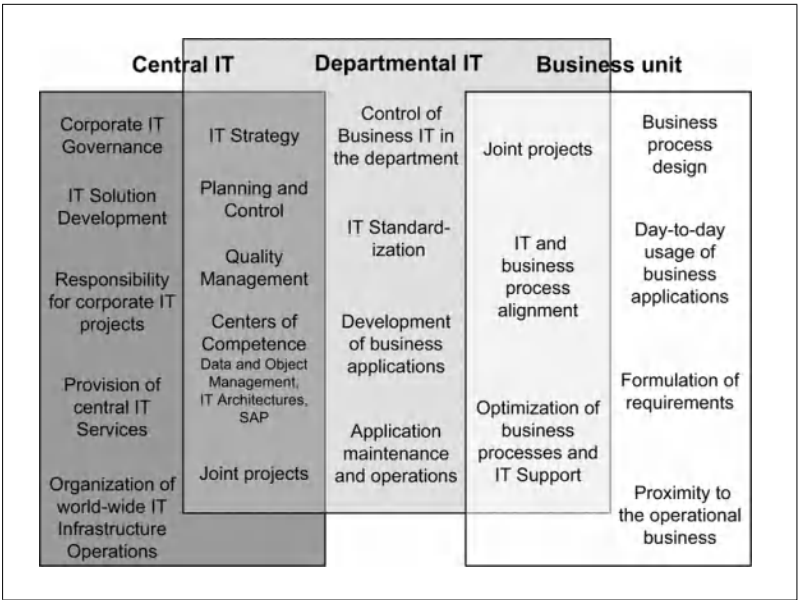 Central IT
Departmental IT
Business unit
Corporate IT
Governance
IT Solution
Development
Responsibility
for corporate IT
projects
Provision of
central IT
Services
Organization of
world-wide IT
Infrastructure
Operations
IT Strategy
Planning and
Control
Quality
Management
Centers of
Competence
Data and Object
Management,
IT Architectures,
SAP
Joint projects
Control of
Business IT in
the department
IT Standard-
ization
Development
of business
applications
Application
maintenance
and operations
Joint projects
IT and
business
process
alignment
Optimization of
business
processes and
IT Support
Business
process
design
Day-to-day
usage of
business
applications
Formulation of
requirements
Proximity to
the operational
business